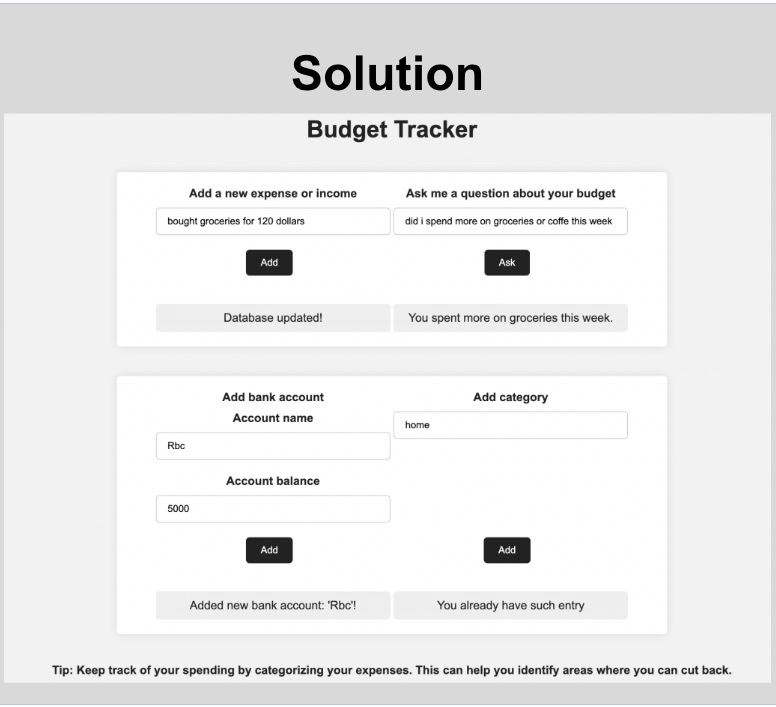 Solution
Budget Tracker
Add a new expense or income
bought groceries for 120 dollars
Add
Database updated!
Ask me a question about your budget
did i spend more on groceries or coffe this week
Ask
You spent more on groceries this week.
Add bank account
Account name
Rbc
Account balance
5000
Add
Added new bank account: 'Rbc'!
Add category
home
Add
You already have such entry
Tip: Keep track of your spending by categorizing your expenses. This can help you identify areas where you can cut back.